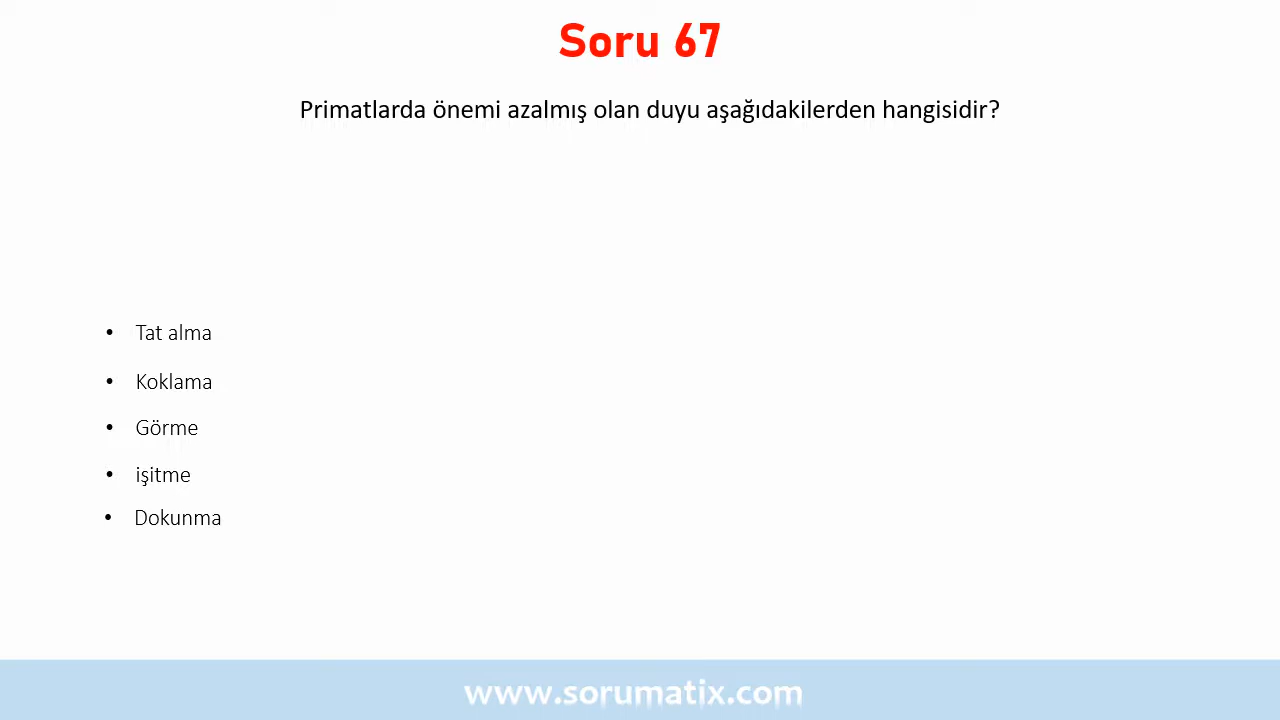 Soru 67
Primatlarda önemi azalmış olan duyu aşağıdakilerden hangisidir?
• Tat alma
• Koklama
• Görme
• işitme
• Dokunma
www.sorumatix.com